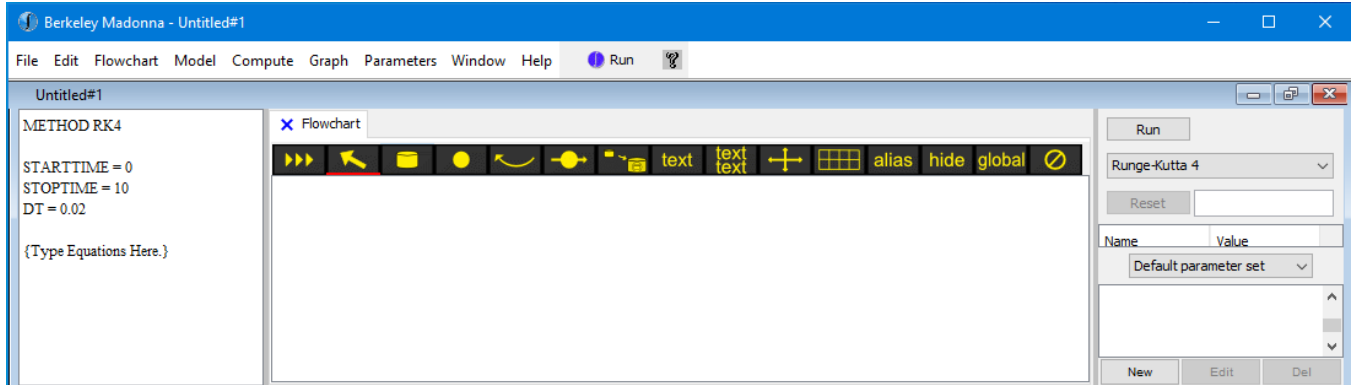 Berkeley Madonna - Untitled#1
File Edit Flowchart Model Compute Graph Parameters Window Help Run ?
Untitled#1
METHOD RK4
STARTTIME = 0
STOPTIME = 10
DT = 0.02
{Type Equations Here.}
Flowchart
text text text alias hide global
Run
Runge-Kutta 4
Reset
Name Value
Default parameter set
New Edit Del